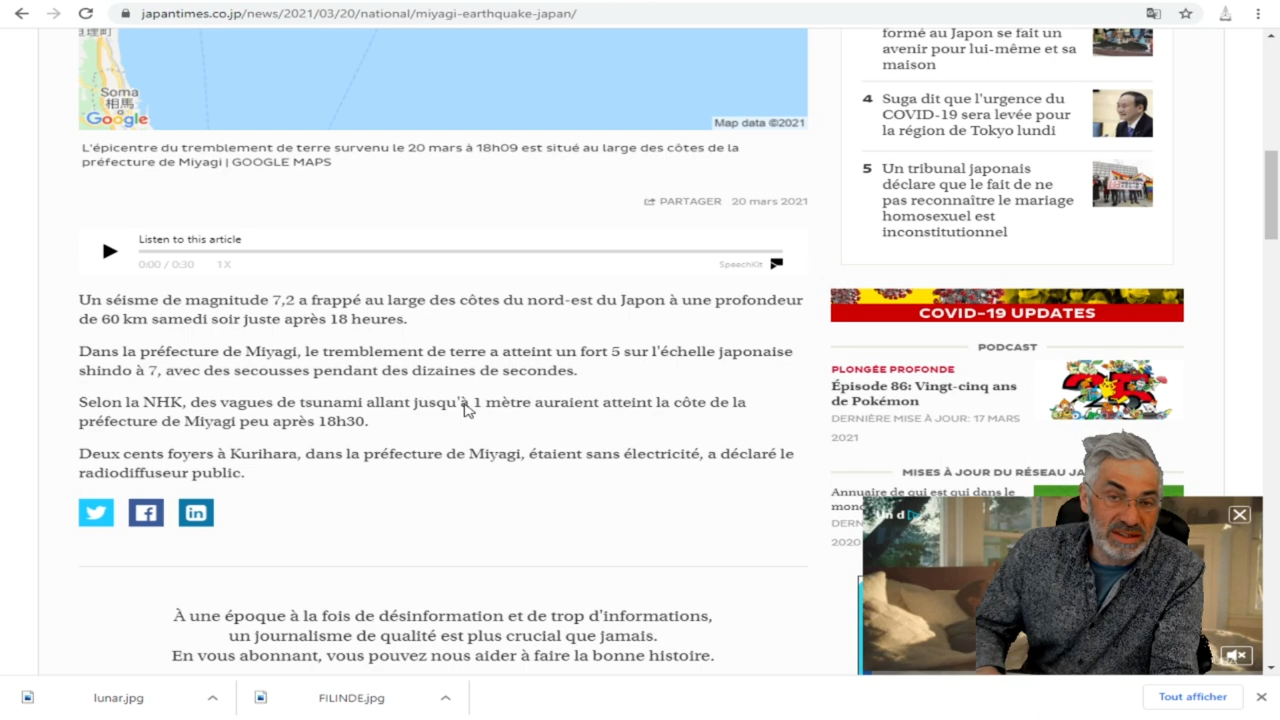 japantimes.co.jp/news/2021/03/20/national/miyagi-earthquake-japan/
Soma
相馬
Google
Map data ©2021
L'épicentre du tremblement de terre survenu le 20 mars à 18h09 est situé au large des côtes de la
préfecture de Miyagi | GOOGLE MAPS
PARTAGER 20 mars 2021
Listen to this article
0:00 / 0:30 1X
SpeechKit
Un séisme de magnitude 7,2 a frappé au large des côtes du nord-est du Japon à une profondeur
de 60 km samedi soir juste après 18 heures.
Dans la préfecture de Miyagi, le tremblement de terre a atteint un fort 5 sur l'échelle japonaise
shindo à 7, avec des secousses pendant des dizaines de secondes.
Selon la NHK, des vagues de tsunami allant jusqu'à 1 mètre auraient atteint la côte de la
préfecture de Miyagi peu après 18h30.
Deux cents foyers à Kurihara, dans la préfecture de Miyagi, étaient sans électricité, a déclaré le
radiodiffuseur public.
À une époque à la fois de désinformation et de trop d'informations,
un journalisme de qualité est plus crucial que jamais.
En vous abonnant, vous pouvez nous aider à faire la bonne histoire.
formé au Japon se fait un
avenir pour lui-même et sa
maison
4 Suga dit que l'urgence du
COVID-19 sera levée pour
la région de Tokyo lundi
5 Un tribunal japonais
déclare que le fait de ne
pas reconnaître le mariage
homosexuel est
inconstitutionnel
COVID-19 UPDATES
PODCAST
PLONGÉE PROFONDE
Épisode 86: Vingt-cinq ans
de Pokémon
DERNIÈRE MISE À JOUR: 17 MARS
2021
25
MISES À JOUR DU RÉSEAU JA
Annuaire de qui est qui dans le
mon
DERN
2020
lunar.jpg
FILINDE.jpg
Tout afficher